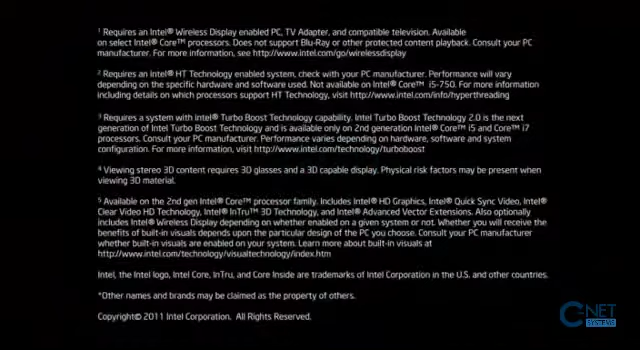 ¹ Requires an Intel® Wireless Display enabled PC, TV Adapter, and compatible television. Available
on select Intel® Core™ processors. Does not support Blu-Ray or other protected content playback. Consult your PC
manufacturer. For more information, see http://www.intel.com/go/wirelessdisplay
² Requires an Intel® HT Technology enabled system, check with your PC manufacturer. Performance will vary
depending on the specific hardware and software used. Not available on Intel® Core™ i5-750. For more information
including details on which processors support HT Technology, visit http://www.intel.com/info/hyperthreading
³ Requires a system with Intel® Turbo Boost Technology capability. Intel Turbo Boost Technology 2.0 is the next
generation of Intel Turbo Boost Technology and is available only on 2nd generation Intel® Core™ i5 and Core™ i7
processors. Consult your PC manufacturer. Performance varies depending on hardware, software and system
configuration. For more information, visit http://www.intel.com/technology/turboboost
⁴ Viewing stereo 3D content requires 3D glasses and a 3D capable display. Physical risk factors may be present when
viewing 3D material.
⁵ Available on the 2nd gen Intel® Core™ processor family. Includes Intel® HD Graphics, Intel® Quick Sync Video, Intel®
Clear Video HD Technology, Intel® InTru™ 3D Technology, and Intel® Advanced Vector Extensions. Also optionally
includes Intel® Wireless Display depending on whether enabled on a given system or not. Whether you will receive the
benefits of built-in visuals depends upon the particular design of the PC you choose. Consult your PC manufacturer
whether built-in visuals are enabled on your system. Learn more about built-in visuals at
http://www.intel.com/technology/visualtechnology/index.htm
Intel, the Intel logo, Intel Core, InTru, and Core Inside are trademarks of Intel Corporation in the U.S. and other countries.
*Other names and brands may be claimed as the property of others.
Copyright© 2011 Intel Corporation. All Rights Reserved.
C-NET
SYSTEMS